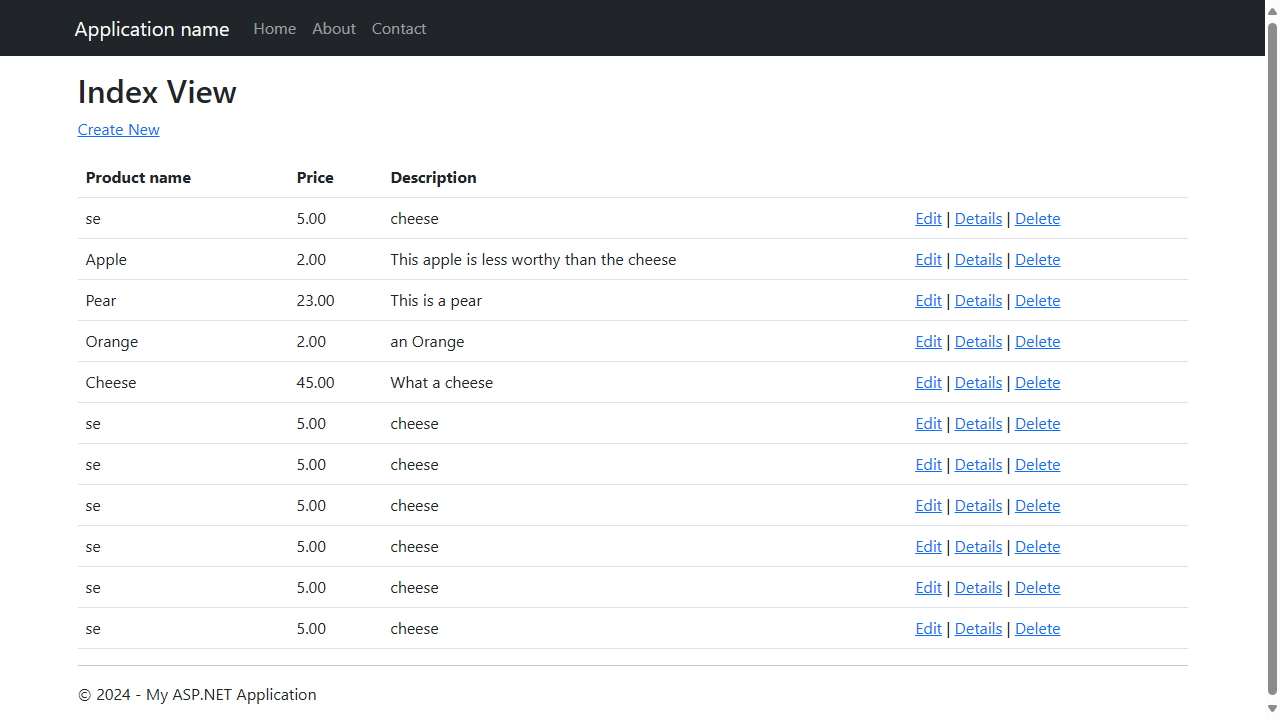 Application name Home About Contact
Index View
Create New
Product name Price Description
se 5.00 cheese Edit | Details | Delete
Apple 2.00 This apple is less worthy than the cheese Edit | Details | Delete
Pear 23.00 This is a pear Edit | Details | Delete
Orange 2.00 an Orange Edit | Details | Delete
Cheese 45.00 What a cheese Edit | Details | Delete
se 5.00 cheese Edit | Details | Delete
se 5.00 cheese Edit | Details | Delete
se 5.00 cheese Edit | Details | Delete
se 5.00 cheese Edit | Details | Delete
se 5.00 cheese Edit | Details | Delete
se 5.00 cheese Edit | Details | Delete
© 2024 - My ASP.NET Application